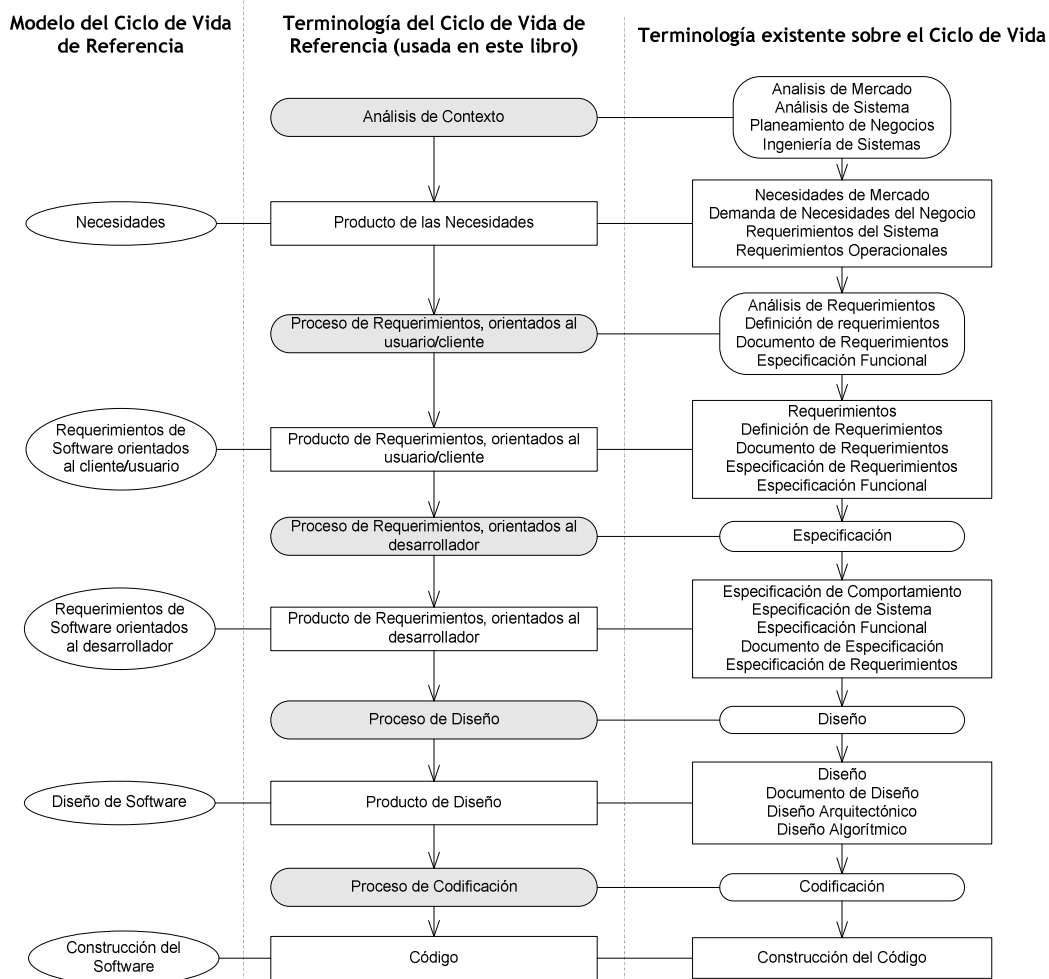 Modelo del Ciclo de Vida
de Referencia
Terminología del Ciclo de Vida de
Referencia (usada en este libro)
Terminología existente sobre el Ciclo de Vida
Análisis de Contexto
Analisis de Mercado
Análisis de Sistema
Planeamiento de Negocios
Ingeniería de Sistemas
Necesidades
Producto de las Necesidades
Necesidades de Mercado
Demanda de Necesidades del Negocio
Requerimientos del Sistema
Requerimientos Operacionales
Proceso de Requerimientos, orientados al
usuario/cliente
Análisis de Requerimientos
Definición de requerimientos
Documento de Requerimientos
Especificación Funcional
Requerimientos de
Software orientados
al cliente/usuario
Producto de Requerimientos, orientados al
usuario/cliente
Requerimientos
Definición de Requerimientos
Documento de Requerimientos
Especificación de Requerimientos
Especificación Funcional
Proceso de Requerimientos, orientados al
desarrollador
Especificación
Requerimientos de
Software orientados
al desarrollador
Producto de Requerimientos, orientados al
desarrollador
Especificación de Comportamiento
Especificación de Sistema
Especificación Funcional
Documento de Especificación
Especificación de Requerimientos
Proceso de Diseño
Diseño
Diseño de Software
Producto de Diseño
Diseño
Documento de Diseño
Diseño Arquitectónico
Diseño Algorítmico
Proceso de Codificación
Codificación
Construcción del
Software
Código
Construcción del Código